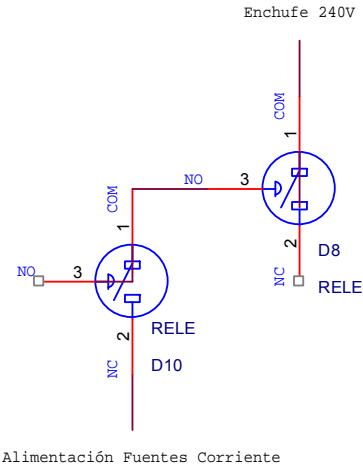 Enchufe 240V
COM
1
NO
3
2
D8
NC
RELE
COM
1
NO
3
2
RELE
NC
D10
Alimentación Fuentes Corriente